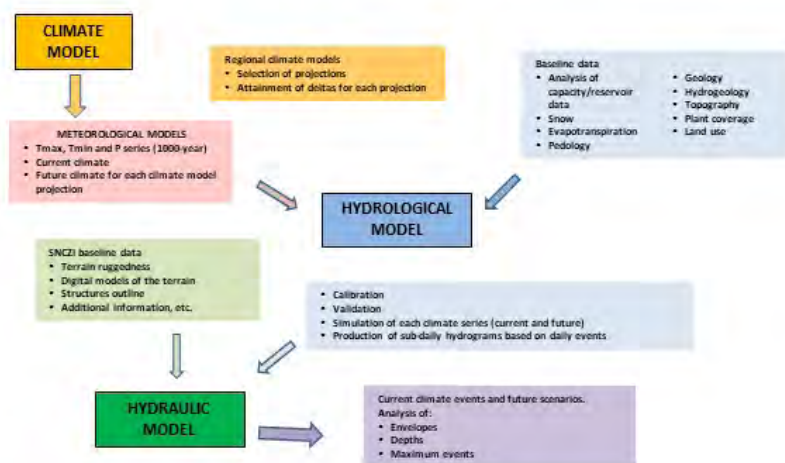 CLIMATE
MODEL
Regional climate models
• Selection of projections
• Attainment of deltas for each projection
Baseline data
• Analysis of
capacity/reservoir
data
• Snow
• Evapotranspiration
• Pedology
• Geology
• Hydrogeology
• Topography
• Plant coverage
• Land use
METEOROLOGICAL MODELS
• Tmax, Tmin and P series (1000-year)
• Current climate
• Future climate for each climate model
projection
HYDROLOGICAL
MODEL
SNCZI baseline data
• Terrain ruggedness
• Digital models of the terrain
• Structures outline
• Additional information, etc.
• Calibration
• Validation
• Simulation of each climate series (current and future)
• Production of sub-daily hydrograms based on daily events
HYDRAULIC
MODEL
Current climate events and future scenarios.
Analysis of:
• Envelopes
• Depths
• Maximum events